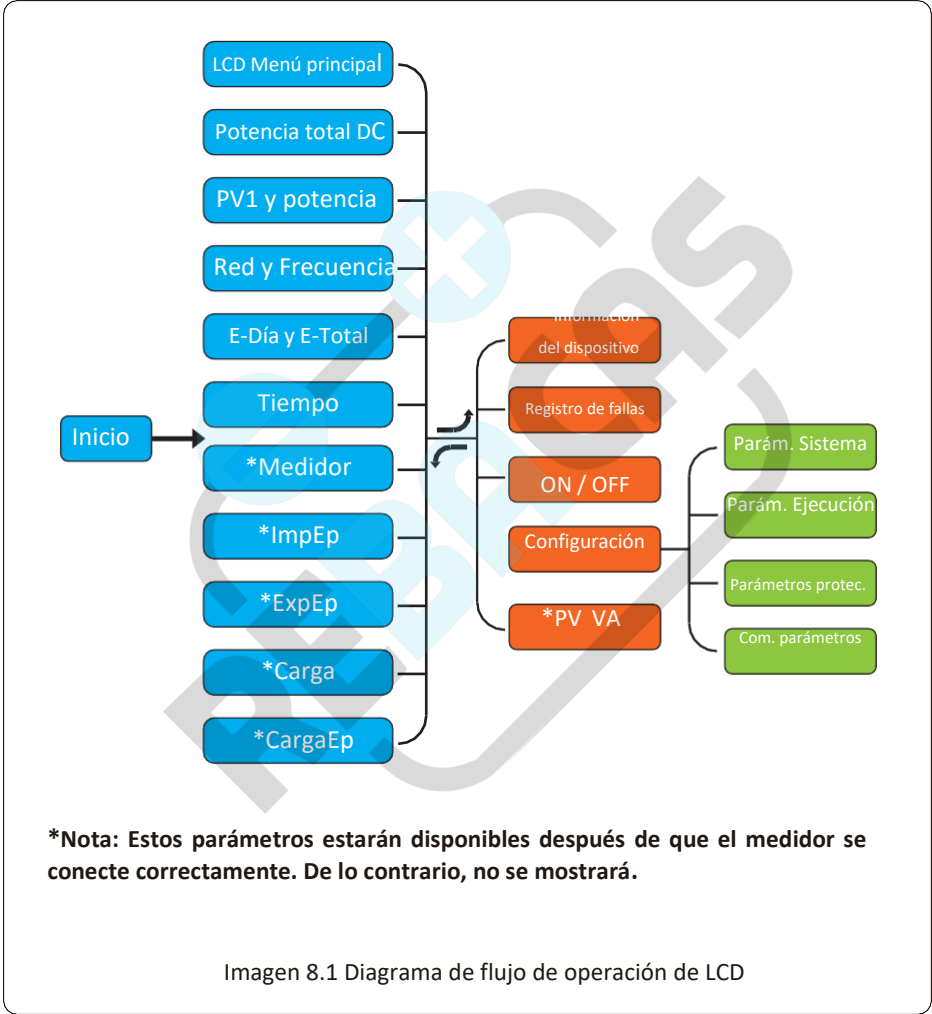 LCD Menú principal
Potencia total DC
PV1 y potencia
Red y Frecuencia
E-Día y E-Total
Tiempo
*Medidor
*ImpEp
*ExpEp
*Carga
*CargaEp
Inicio
Información
del dispositivo
Registro de fallas
ON / OFF
Configuración
*PV VA
Parám. Sistema
Parám. Ejecución
Parámetros protec.
Com. parámetros
REBACAS
*Nota: Estos parámetros estarán disponibles después de que el medidor se
conecte correctamente. De lo contrario, no se mostrará.
Imagen 8.1 Diagrama de flujo de operación de LCD